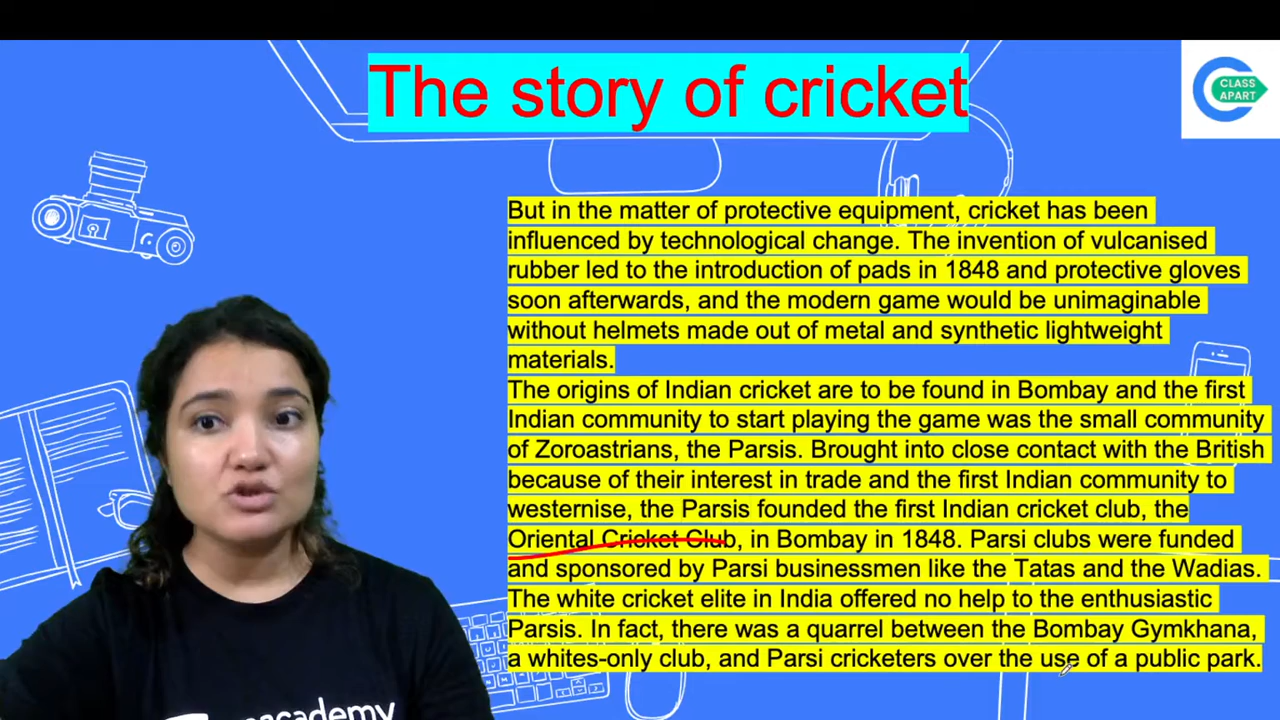 The story of cricket
CLASS
APART
But in the matter of protective equipment, cricket has been
influenced by technological change. The invention of vulcanised
rubber led to the introduction of pads in 1848 and protective gloves
soon afterwards, and the modern game would be unimaginable
without helmets made out of metal and synthetic lightweight
materials.
The origins of Indian cricket are to be found in Bombay and the first
Indian community to start playing the game was the small community
of Zoroastrians, the Parsis. Brought into close contact with the British
because of their interest in trade and the first Indian community to
westernise, the Parsis founded the first Indian cricket club, the
Oriental Cricket Club, in Bombay in 1848. Parsi clubs were funded
and sponsored by Parsi businessmen like the Tatas and the Wadias.
The white cricket elite in India offered no help to the enthusiastic
Parsis. In fact, there was a quarrel between the Bombay Gymkhana,
a whites-only club, and Parsi cricketers over the use of a public park.